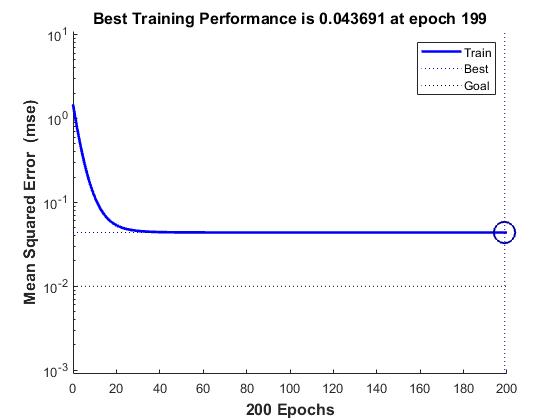 Best Training Performance is 0.043691 at epoch 199
Mean Squared Error (mse)
10^1
10^0
10^-1
10^-2
10^-3
Train
Best
Goal
0 20 40 60 80 100 120 140 160 180 200
200 Epochs